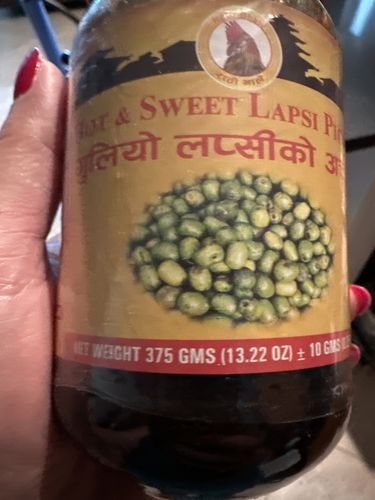 राતો भाले
& SWEET LAPSI
गुलियो लप्सीको
NET WEIGHT 375 GMS.(13.22 OZ) ± 10 GMS